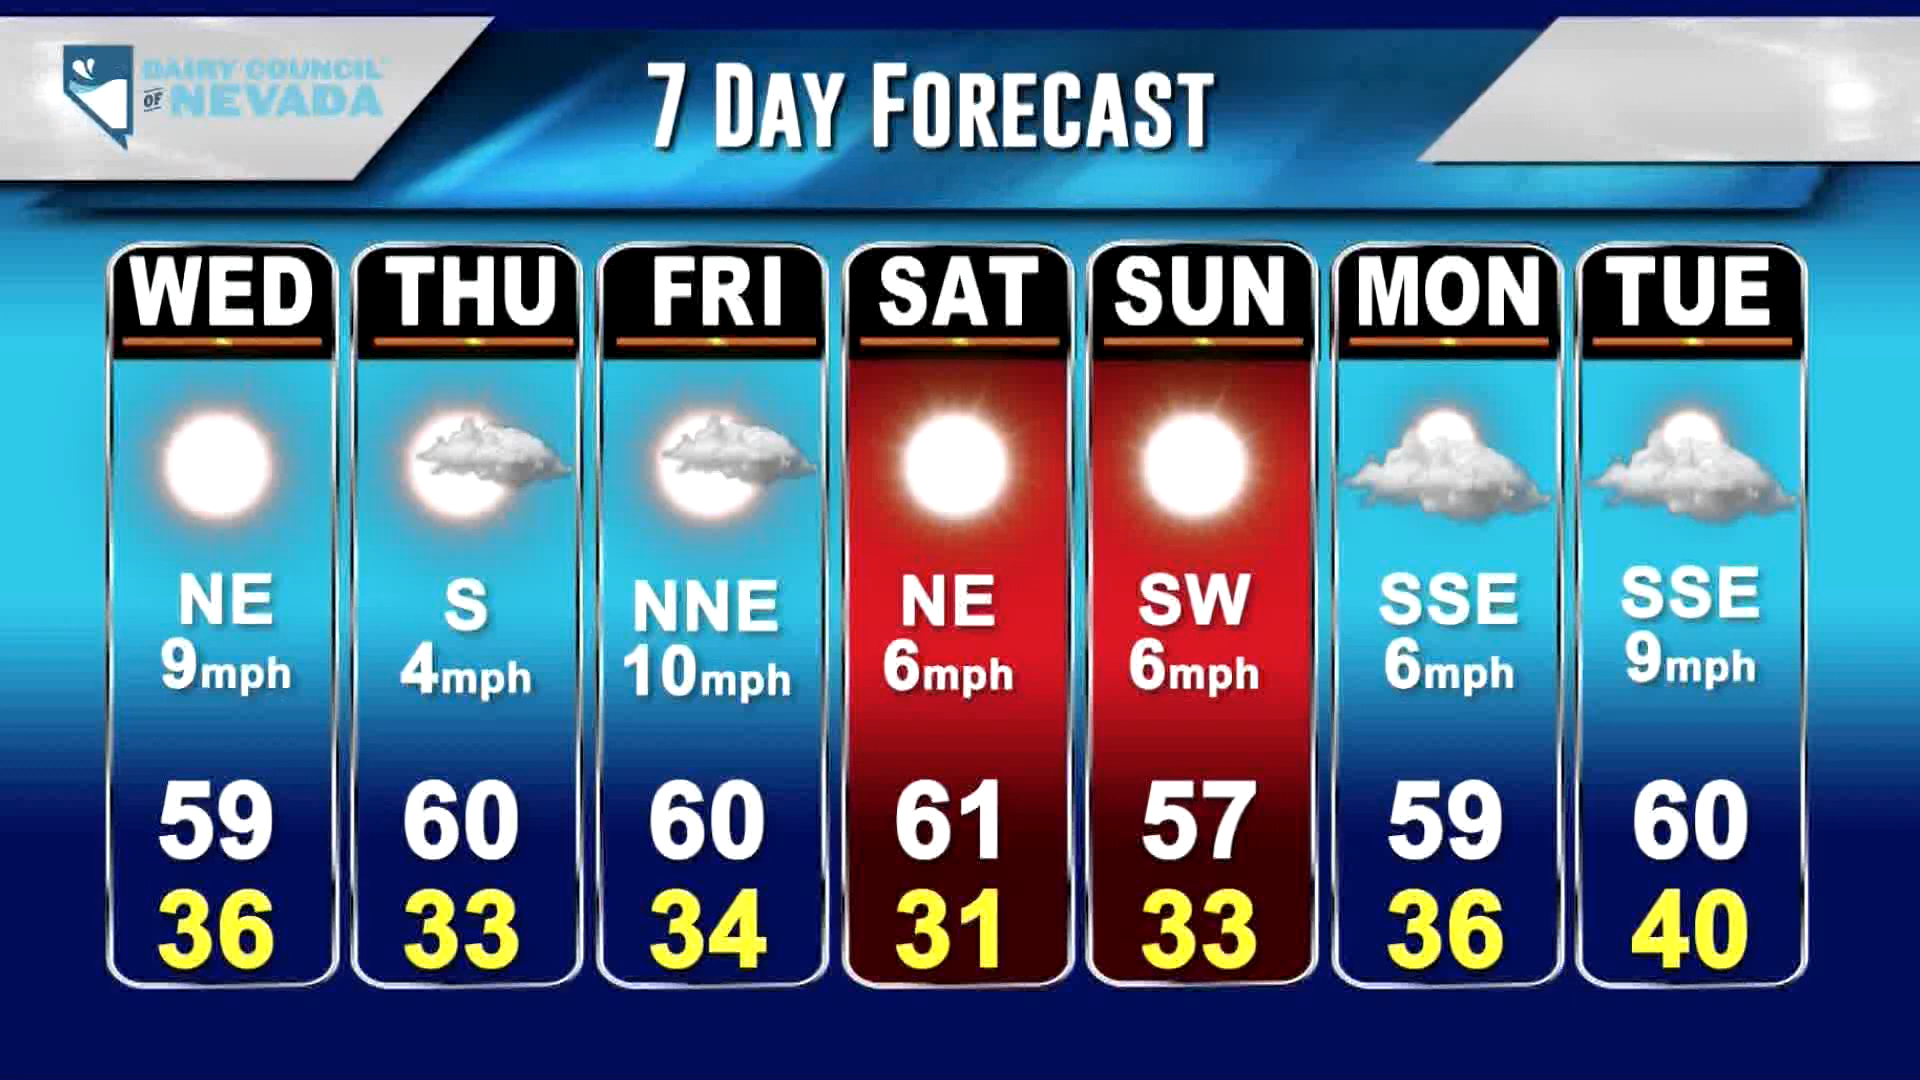 DAIRY COUNCIL
OF NEVADA
7 DAY FORECAST
WED
NE
9mph
59
36
THU
S
4mph
60
33
FRI
NNE
10mph
60
34
SAT
NE
6mph
61
31
SUN
SW
6mph
57
33
MON
SSE
6mph
59
36
TUE
SSE
9mph
60
40